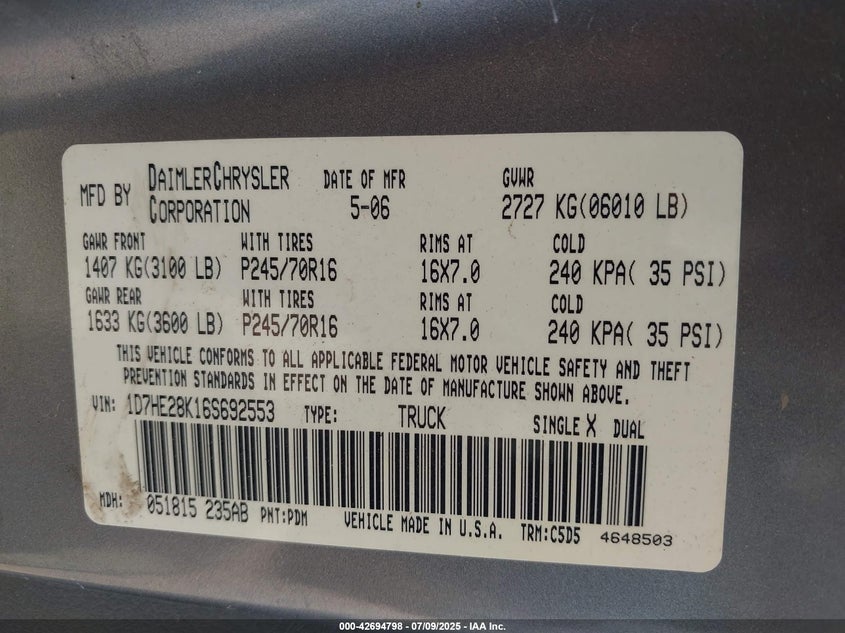 MFD BY DAIMLERCHRYSLER CORPORATION DATE OF MFR 5-06 GVWR 2727 KG(06010 LB)
GAWR FRONT WITH TIRES RIMS AT COLD
1407 KG(3100 LB) P245/70R16 16X7.0 240 KPA( 35 PSI)
GAWR REAR WITH TIRES RIMS AT COLD
1633 KG(3600 LB) P245/70R16 16X7.0 240 KPA( 35 PSI)
THIS VEHICLE CONFORMS TO ALL APPLICABLE FEDERAL MOTOR VEHICLE SAFETY AND THEFT
PREVENTION STANDARDS IN EFFECT ON THE DATE OF MANUFACTURE SHOWN ABOVE.
VIN: 1D7HE28K16S692553 TYPE: TRUCK SINGLE X DUAL
MDH: 051815 235AB PNT:PDM VEHICLE MADE IN U.S.A. TRM:C5D5 4648503
000-42694798 - 07/09/2025 - IAA Inc.